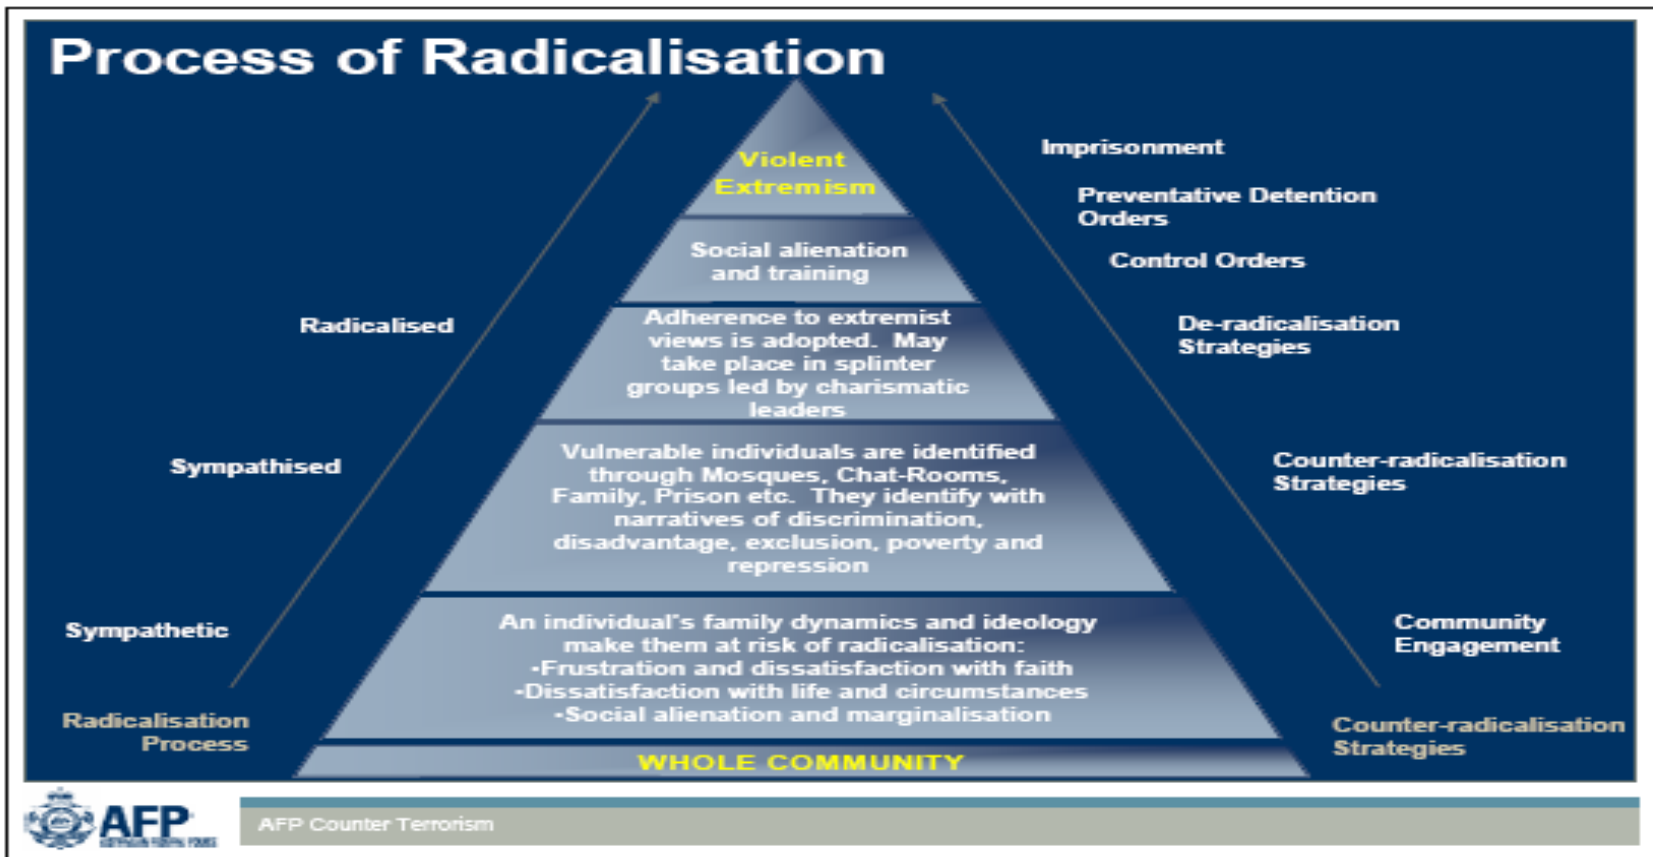 Process of Radicalisation
Violent
Extremism
Social alienation
and training
Adherence to extremist
views is adopted. May
take place in splinter
groups led by charismatic
leaders
Vulnerable individuals are identified
through Mosques, Chat-Rooms,
Family, Prison etc. They identify with
narratives of discrimination,
disadvantage, exclusion, poverty and
repression
An individual's family dynamics and ideology
make them at risk of radicalisation:
•Frustration and dissatisfaction with faith
•Dissatisfaction with life and circumstances
•Social alienation and marginalisation
WHOLE COMMUNITY
Radicalised
Sympathised
Sympathetic
Radicalisation
Process
Imprisonment
Preventative Detention
Orders
Control Orders
De-radicalisation
Strategies
Counter-radicalisation
Strategies
Community
Engagement
Counter-radicalisation
Strategies
AFP
AFP Counter Terrorism